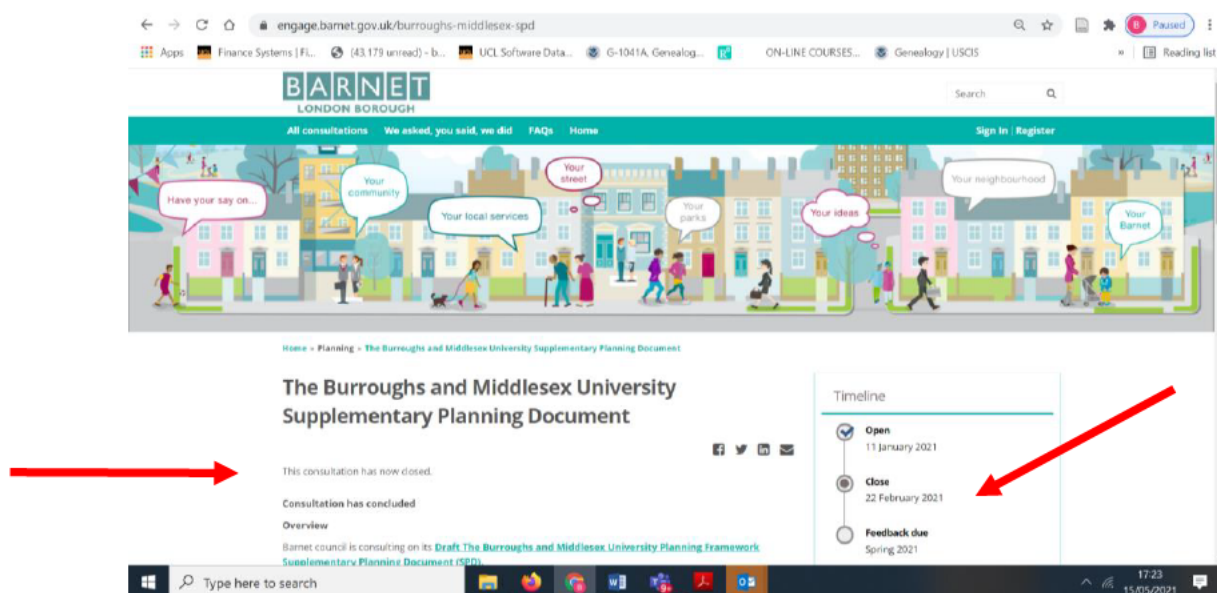 engage.barnet.gov.uk/burroughs-middlesex-spd
B Paused
Apps Finance Systems | Fi... (43,179 unread) - b... UCL Software Data... G-1041A, Genealog... R ON-LINE COURSES... Genealogy | USCIS » Reading list
BARNET
LONDON BOROUGH
Search
All consultations We asked, you said, we did FAQs Home Sign In | Register
Have your say on...
Your community
Your local services
Your street
Your parks
Your ideas
Your neighbourhood
Your Barnet
Home » Planning » The Burroughs and Middlesex University Supplementary Planning Document
The Burroughs and Middlesex University
Supplementary Planning Document
This consultation has now closed.
Consultation has concluded
Overview
Barnet council is consulting on its Draft The Burroughs and Middlesex University Planning Framework
Supplementary Planning Document (SPD).
Timeline
Open
11 January 2021
Close
22 February 2021
Feedback due
Spring 2021
Type here to search
17:23
15/05/2021